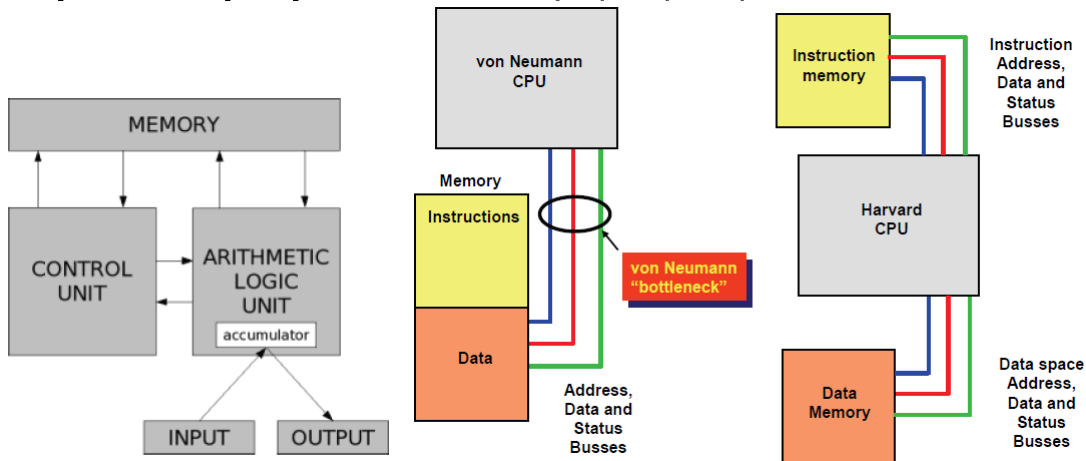 MEMORY
CONTROL
UNIT
ARITHMETIC
LOGIC
UNIT
accumulator
INPUT
OUTPUT
von Neumann
CPU
Memory
Instructions
Data
von Neumann
“bottleneck”
Address,
Data and
Status
Busses
Instruction
memory
Instruction
Address,
Data and
Status
Busses
Harvard
CPU
Data
Memory
Data space
Address,
Data and
Status
Busses